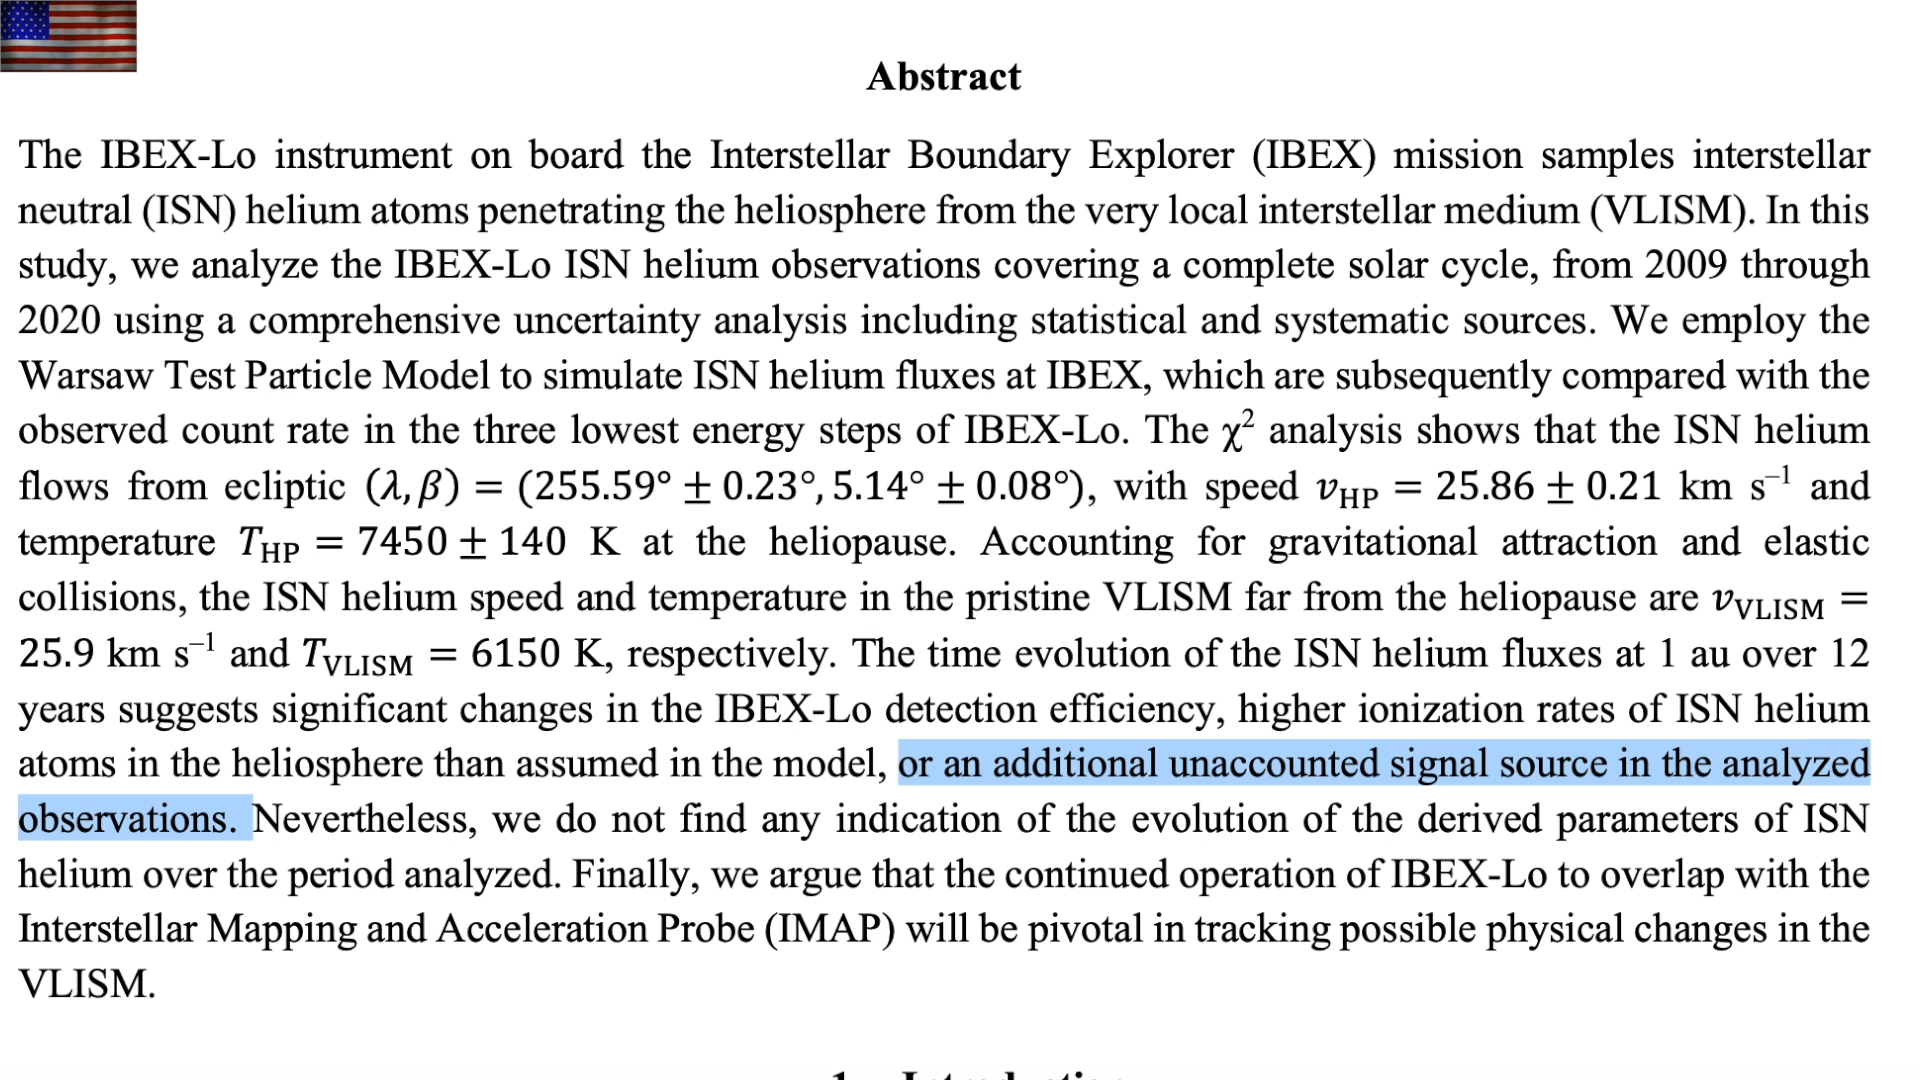 Abstract
The IBEX-Lo instrument on board the Interstellar Boundary Explorer (IBEX) mission samples interstellar
neutral (ISN) helium atoms penetrating the heliosphere from the very local interstellar medium (VLISM). In this
study, we analyze the IBEX-Lo ISN helium observations covering a complete solar cycle, from 2009 through
2020 using a comprehensive uncertainty analysis including statistical and systematic sources. We employ the
Warsaw Test Particle Model to simulate ISN helium fluxes at IBEX, which are subsequently compared with the
observed count rate in the three lowest energy steps of IBEX-Lo. The χ² analysis shows that the ISN helium
flows from ecliptic (λ, β) = (255.59° ± 0.23°, 5.14° ± 0.08°), with speed v_HP = 25.86 ± 0.21 km s⁻¹ and
temperature T_HP = 7450 ± 140 K at the heliopause. Accounting for gravitational attraction and elastic
collisions, the ISN helium speed and temperature in the pristine VLISM far from the heliopause are v_VLISM =
25.9 km s⁻¹ and T_VLISM = 6150 K, respectively. The time evolution of the ISN helium fluxes at 1 au over 12
years suggests significant changes in the IBEX-Lo detection efficiency, higher ionization rates of ISN helium
atoms in the heliosphere than assumed in the model, or an additional unaccounted signal source in the analyzed
observations. Nevertheless, we do not find any indication of the evolution of the derived parameters of ISN
helium over the period analyzed. Finally, we argue that the continued operation of IBEX-Lo to overlap with the
Interstellar Mapping and Acceleration Probe (IMAP) will be pivotal in tracking possible physical changes in the
VLISM.